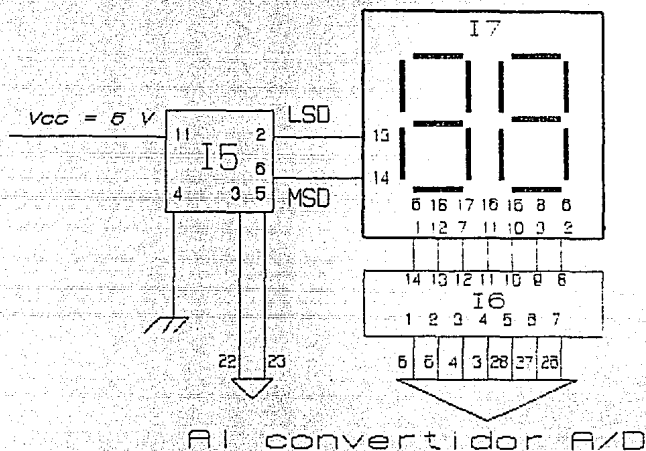 I7
Vcc = 5 V
LSD
11 2
13
I5
6
14
4 3 5
MSD
5 16 17 16 15 8 6
1 12 7 11 10 3 2
14 13 12 11 10 9 8
I6
1 2 3 4 5 6 7
22 23
6 5 4 3 28 27 26
Al convertidor A/D